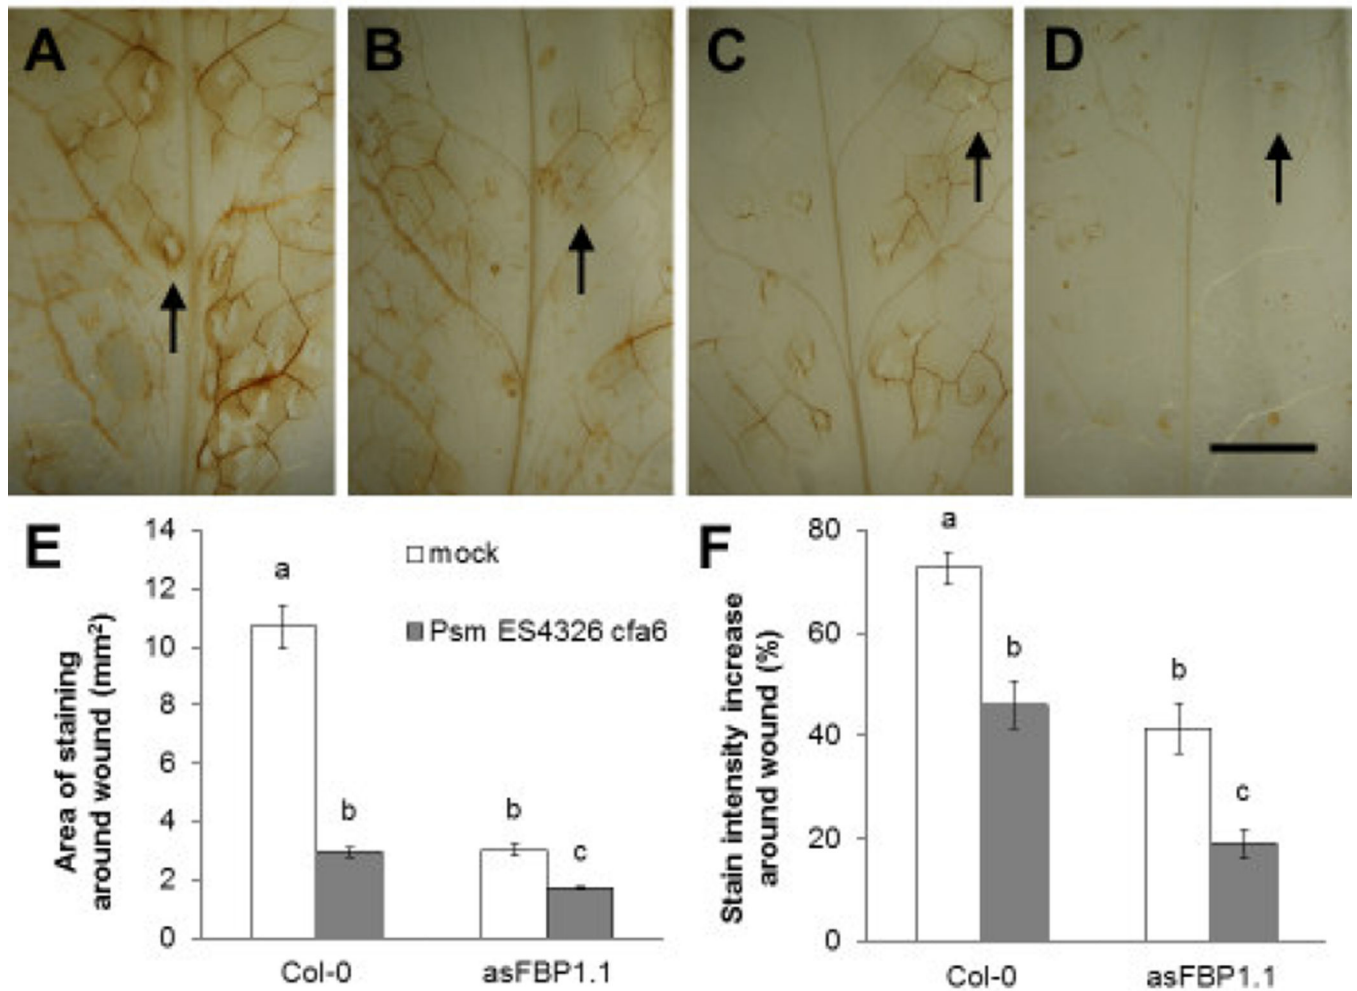 A B C D
E
14
12
10
8
6
4
2
0
Area of staining
around wound (mm²)
mock
Psm ES4326 cfa6
a
b
b
c
Col-0 asFBP1.1
F
80
60
40
20
0
Stain intensity increase
around wound (%)
a
b
b
c
Col-0 asFBP1.1